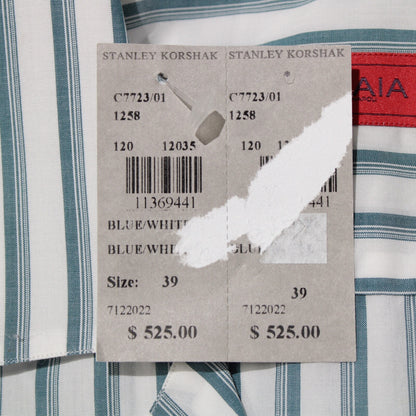 STANLEY KORSHAK
C7723/01
1258
120 12035
11369441
BLUE/WHITE
BLUE/WHI
Size: 39
7122022
$ 525.00
STANLEY KORSHAK
C7723/01
1258
120
441
39
7122022
$ 525.00
AIA